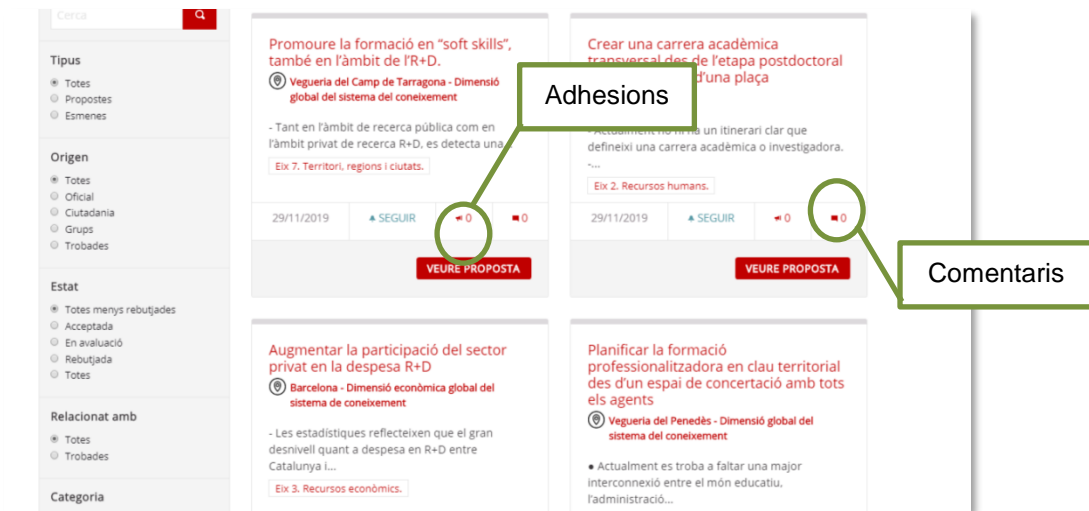 Cerca
Tipus
Totes
Propostes
Esmenes
Origen
Totes
Oficial
Ciutadania
Grups
Trobades
Estat
Totes menys rebutjades
Acceptada
En avaluació
Rebutjada
Totes
Relacionat amb
Totes
Trobades
Categoria
Promoure la formació en “soft skills”,
també en l’àmbit de l’R+D.
Vegueria del Camp de Tarragona - Dimensió
global del sistema del coneixement
- Tant en l’àmbit de recerca pública com en
l’àmbit privat de recerca R+D, es detecta una...
Eix 7. Territori, regions i ciutats.
29/11/2019 SEGUIR 0 0
VEURE PROPOSTA
Adhesions
Crear una carrera acadèmica
transversal des de l’etapa postdoctoral
d’una plaça
- Actualment no hi ha un itinerari clar que
defineixi una carrera acadèmica o investigadora.
-...
Eix 2. Recursos humans.
29/11/2019 SEGUIR 0 0
VEURE PROPOSTA
Comentaris
Augmentar la participació del sector
privat en la despesa R+D
Barcelona - Dimensió econòmica global del
sistema de coneixement
- Les estadístiques reflecteixen que el gran
desnivell quant a despesa en R+D entre
Catalunya i...
Eix 3. Recursos econòmics.
Planificar la
formació
professionalitzadora en clau territorial
des d’un espai de concertació amb tots
els agents
Vegueria del Penedès - Dimensió global del
sistema del coneixement
● Actualment es troba a faltar una major
interconnexió entre el món educatiu,
l’administració...